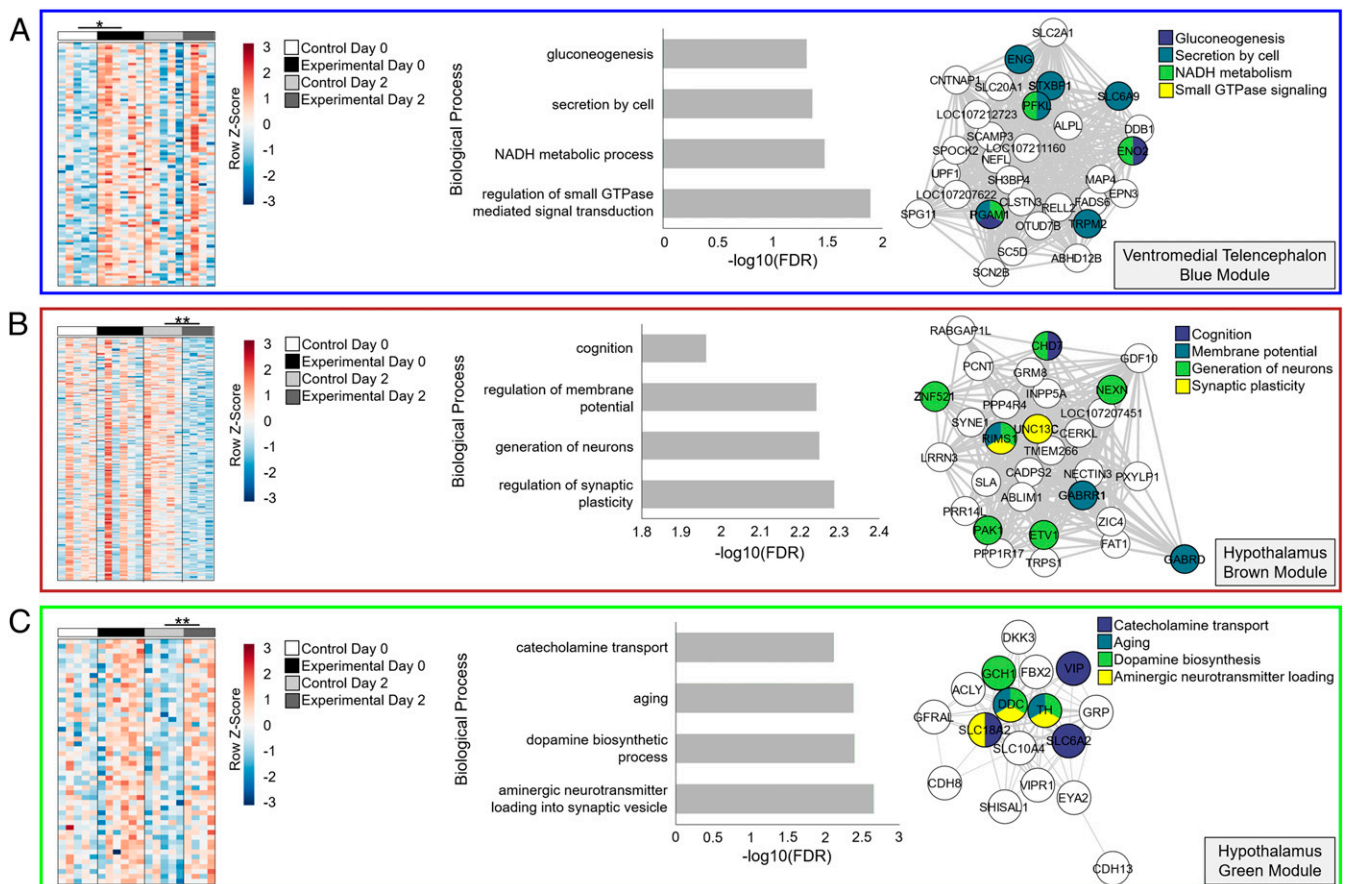 A
*
3
2
1
0
-1
-2
-3
Row Z-Score
Control Day 0
Experimental Day 0
Control Day 2
Experimental Day 2
Biological Process
gluconeogenesis
secretion by cell
NADH metabolic process
regulation of small GTPase
mediated signal transduction
0 0.5 1 1.5 2
-log10(FDR)
SLC2A1
ENG
CNTNAP1
STXBP1
SLC20A1
SLC6A9
PFKL
LOC107212723
ALPL
DDB1
SCAMP3
LOC107211160
SPOCK2
NEFL
ENO2
UPF1
SH3BP4
MAP4
LOC107207622
CLSTN3
FADS6
EPN3
RELL2
SPG11
PGAM1
OTUD7B
TRPM2
SC5D
ABHD12B
SCN2B
Gluconeogenesis
Secretion by cell
NADH metabolism
Small GTPase signaling
Ventromedial Telencephalon
Blue Module
B
**
3
2
1
0
-1
-2
-3
Row Z-Score
Control Day 0
Experimental Day 0
Control Day 2
Experimental Day 2
Biological Process
cognition
regulation of membrane
potential
generation of neurons
regulation of synaptic
plasticity
1.8 1.9 2 2.1 2.2 2.3 2.4
-log10(FDR)
RABGAP1L
CHD7
GDF10
PCNT
GRM8
ZNF521
INPP5A
NEXN
PPP4R4
LOC107207451
SYNE1
UNC13C
CERKL
RIMS1
TMEM266
LRRN3
CADPS2
NECTIN3
PXYLP1
SLA
ABLIM1
GABRR1
PRR14L
ZIC4
PAK1
ETV1
FAT1
PPP1R17
TRPS1
GABRD
Cognition
Membrane potential
Generation of neurons
Synaptic plasticity
Hypothalamus
Brown Module
C
**
3
2
1
0
-1
-2
-3
Row Z-Score
Control Day 0
Experimental Day 0
Control Day 2
Experimental Day 2
Biological Process
catecholamine transport
aging
dopamine biosynthetic
process
aminergic neurotransmitter
loading into synaptic vesicle
0 0.5 1 1.5 2 2.5 3
-log10(FDR)
DKK3
GCH1
FBX2
VIP
ACLY
DDC
TH
GRP
GFRAL
SLC18A2
SLC10A4
SLC6A2
CDH8
VIPR1
EYA2
SHISAL1
CDH13
Catecholamine transport
Aging
Dopamine biosynthesis
Aminergic neurotransmitter loading
Hypothalamus
Green Module